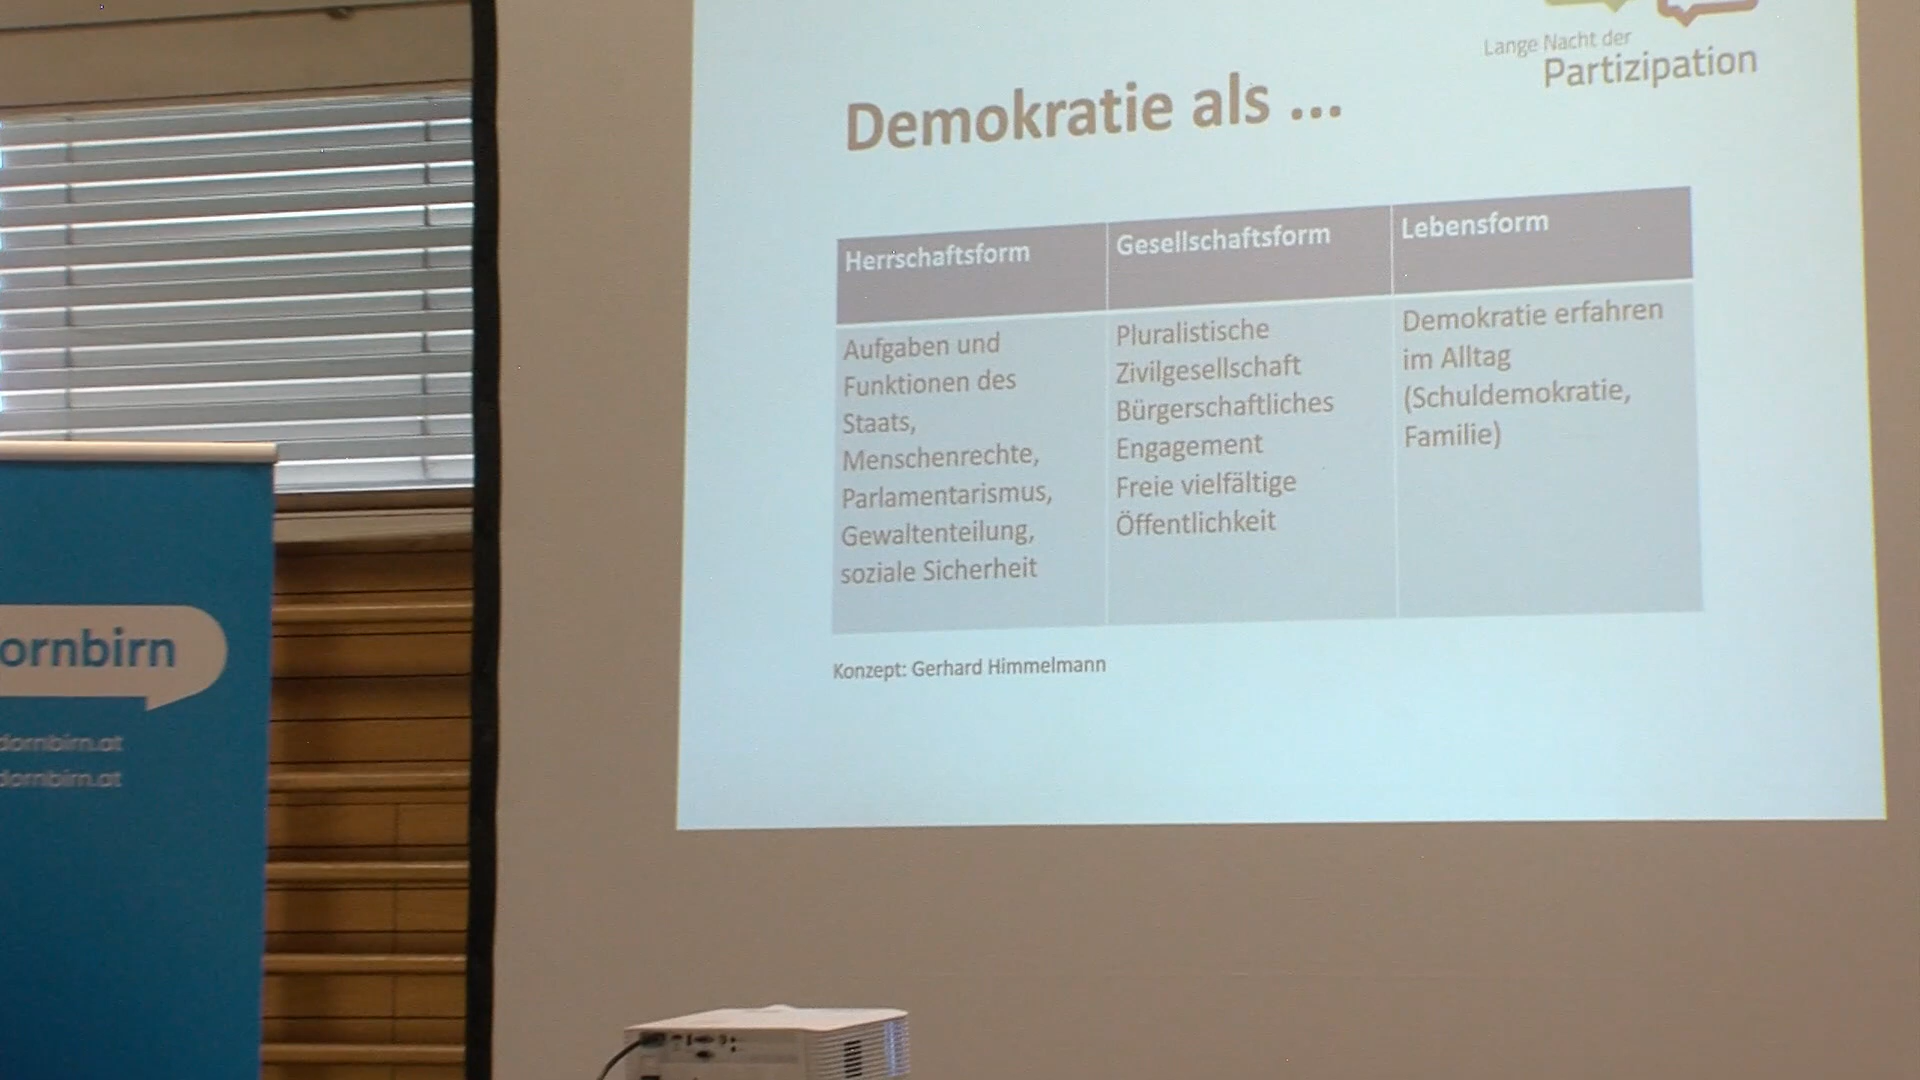 Lange Nacht der
Partizipation
Demokratie als ...
Herrschaftsform
Aufgaben und
Funktionen des
Staats,
Menschenrechte,
Parlamentarismus,
Gewaltenteilung,
soziale Sicherheit
Gesellschaftsform
Pluralistische
Zivilgesellschaft
Bürgerschaftliches
Engagement
Freie vielfältige
Öffentlichkeit
Lebensform
Demokratie erfahren
im Alltag
(Schuldemokratie,
Familie)
Konzept: Gerhard Himmelmann
ornbirn
dornbirn.at
dornbirn.at